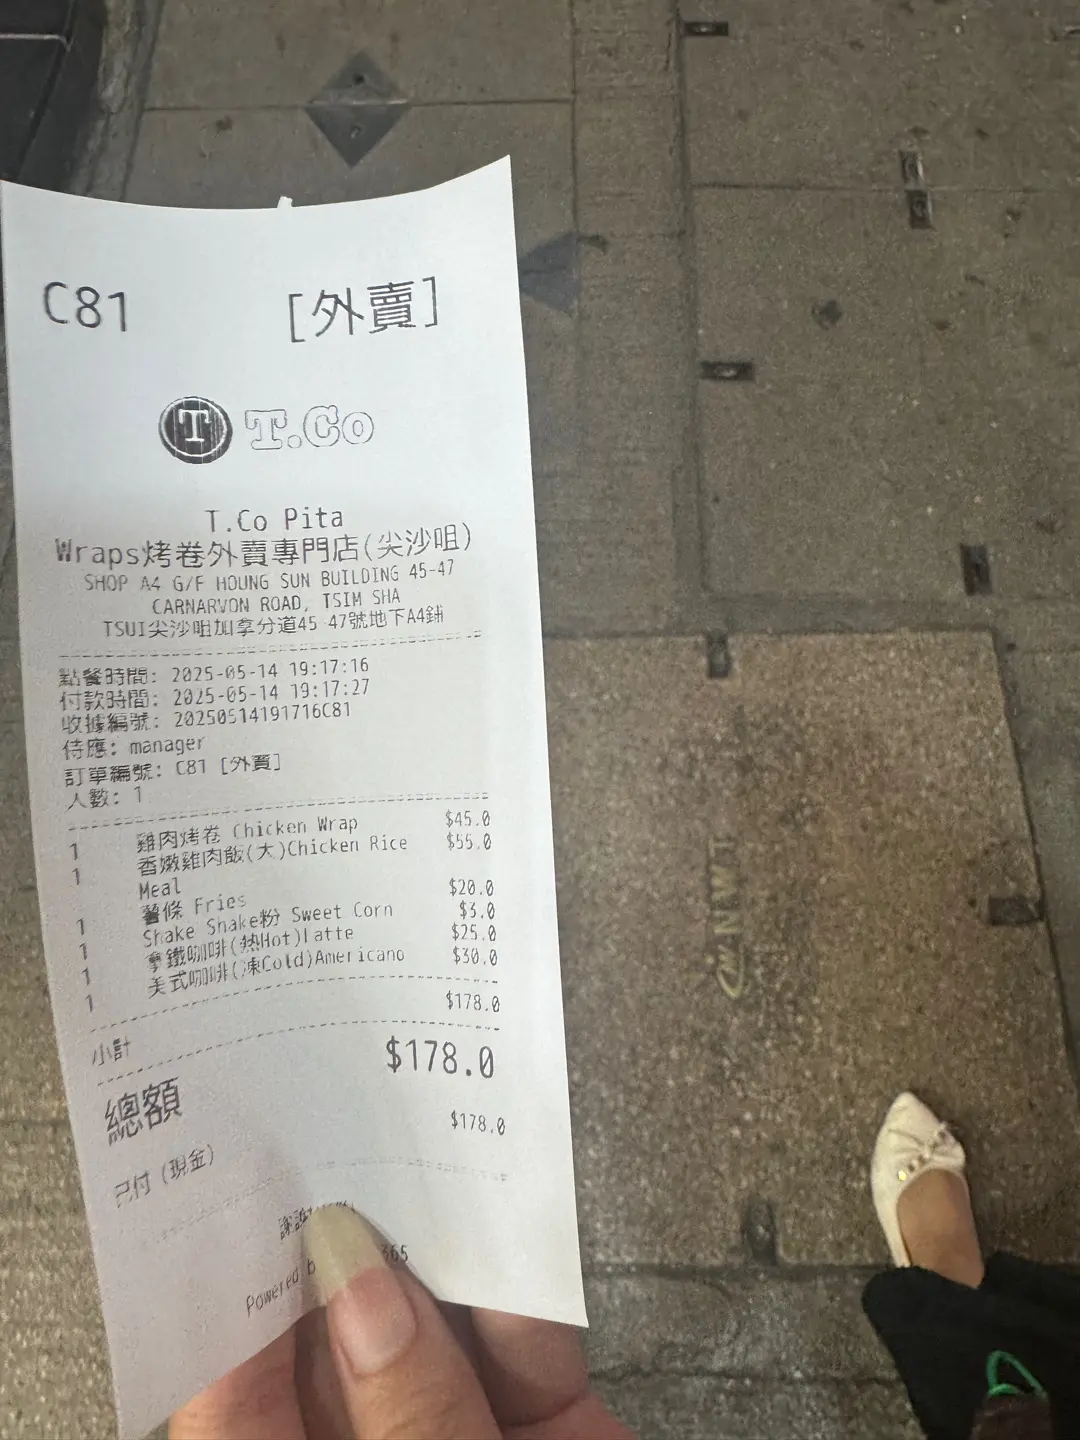 C81 [外賣]
T T.Co
T.Co Pita
Wraps烤卷外賣專門店(尖沙咀)
SHOP A4 G/F HOUNG SUN BUILDING 45-47
CARNARVON ROAD, TSIM SHA
TSUI尖沙咀加拿分道45-47號地下A4鋪
點餐時間: 2025-05-14 19:17:16
付款時間: 2025-05-14 19:17:27
收據編號: 20250514191716C81
侍應: manager
訂單編號: C81 [外賣]
人數: 1
1 雞肉烤卷 Chicken Wrap $45.0
1 香嫩雞肉飯(大)Chicken Rice $55.0
Meal
1 薯條 Fries $20.0
1 Shake Shake粉 Sweet Corn $3.0
1 拿鐵咖啡(熱Hot)latte $25.0
1 美式咖啡(凍Cold)Americano $30.0
小計 $178.0
總額 $178.0
已付 (現金) $178.0
Powered 365
NWT